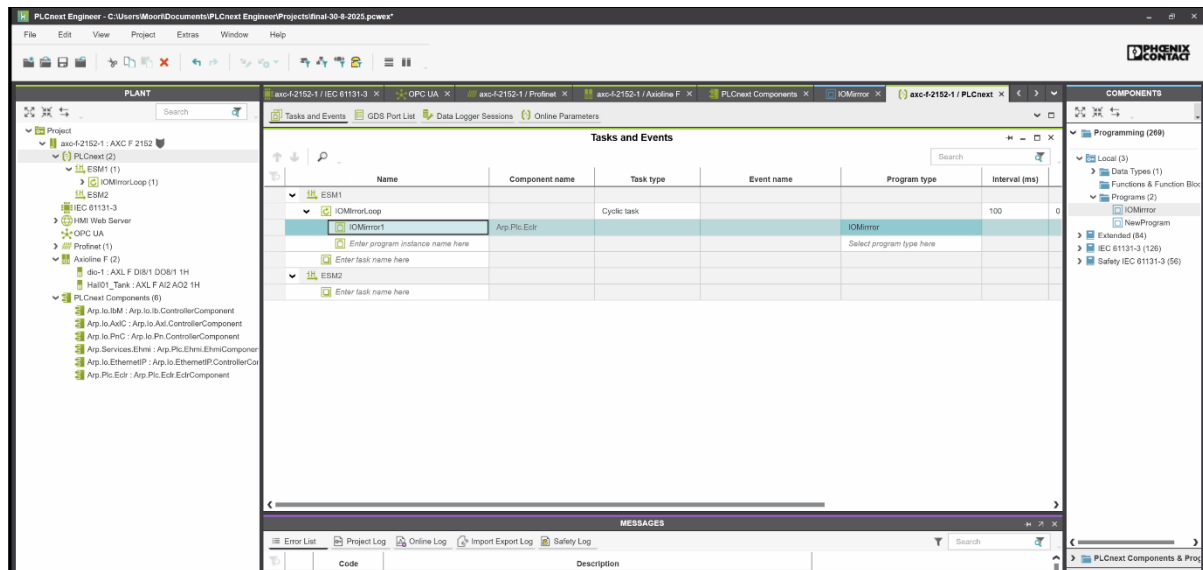 PLCnext Engineer - C:\Users\Moori\Documents\PLCnext Engineer\Projects\final-30-8-2025.pcwex*
File Edit View Project Extras Window Help
PHŒNIX CONTACT
PLANT
Search
Project
axc-f-2152-1 : AXC F 2152
PLCnext (2)
ESM1 (1)
IOMirrorLoop (1)
ESM2
IEC 61131-3
HMI Web Server
OPC UA
Profinet (1)
Axioline F (2)
dio-1 : AXL F DI8/1 DO8/1 1H
Hall01_Tank : AXL F AI2 AO2 1H
PLCnext Components (6)
Arp.Io.IbM : Arp.Io.Ib.ControllerComponent
Arp.Io.AxlC : Arp.Io.Axl.ControllerComponent
Arp.Io.PnC : Arp.Io.Pn.ControllerComponent
Arp.Services.Ehmi : Arp.Plc.Ehmi.EhmiComponer
Arp.Io.EthernetIP : Arp.Io.EthernetIP.ControllerCor
Arp.Plc.Eclr : Arp.Plc.Eclr.EclrComponent
axc-f-2152-1 / IEC 61131-3 OPC UA axc-f-2152-1 / Profinet axc-f-2152-1 / Axioline F PLCnext Components IOMirror axc-f-2152-1 / PLCnext
Tasks and Events GDS Port List Data Logger Sessions Online Parameters
Tasks and Events
Search
Name Component name Task type Event name Program type Interval (ms)
ESM1
IOMirrorLoop Cyclic task 100 0
IOMirror1 Arp.Plc.Eclr IOMirror
Enter program instance name here Select program type here
Enter task name here
ESM2
Enter task name here
MESSAGES
Error List Project Log Online Log Import Export Log Safety Log Search
Code Description
COMPONENTS
Programming (269)
Local (3)
Data Types (1)
Functions & Function Bloc
Programs (2)
IOMirror
NewProgram
Extended (84)
IEC 61131-3 (126)
Safety IEC 61131-3 (56)
PLCnext Components & Prog